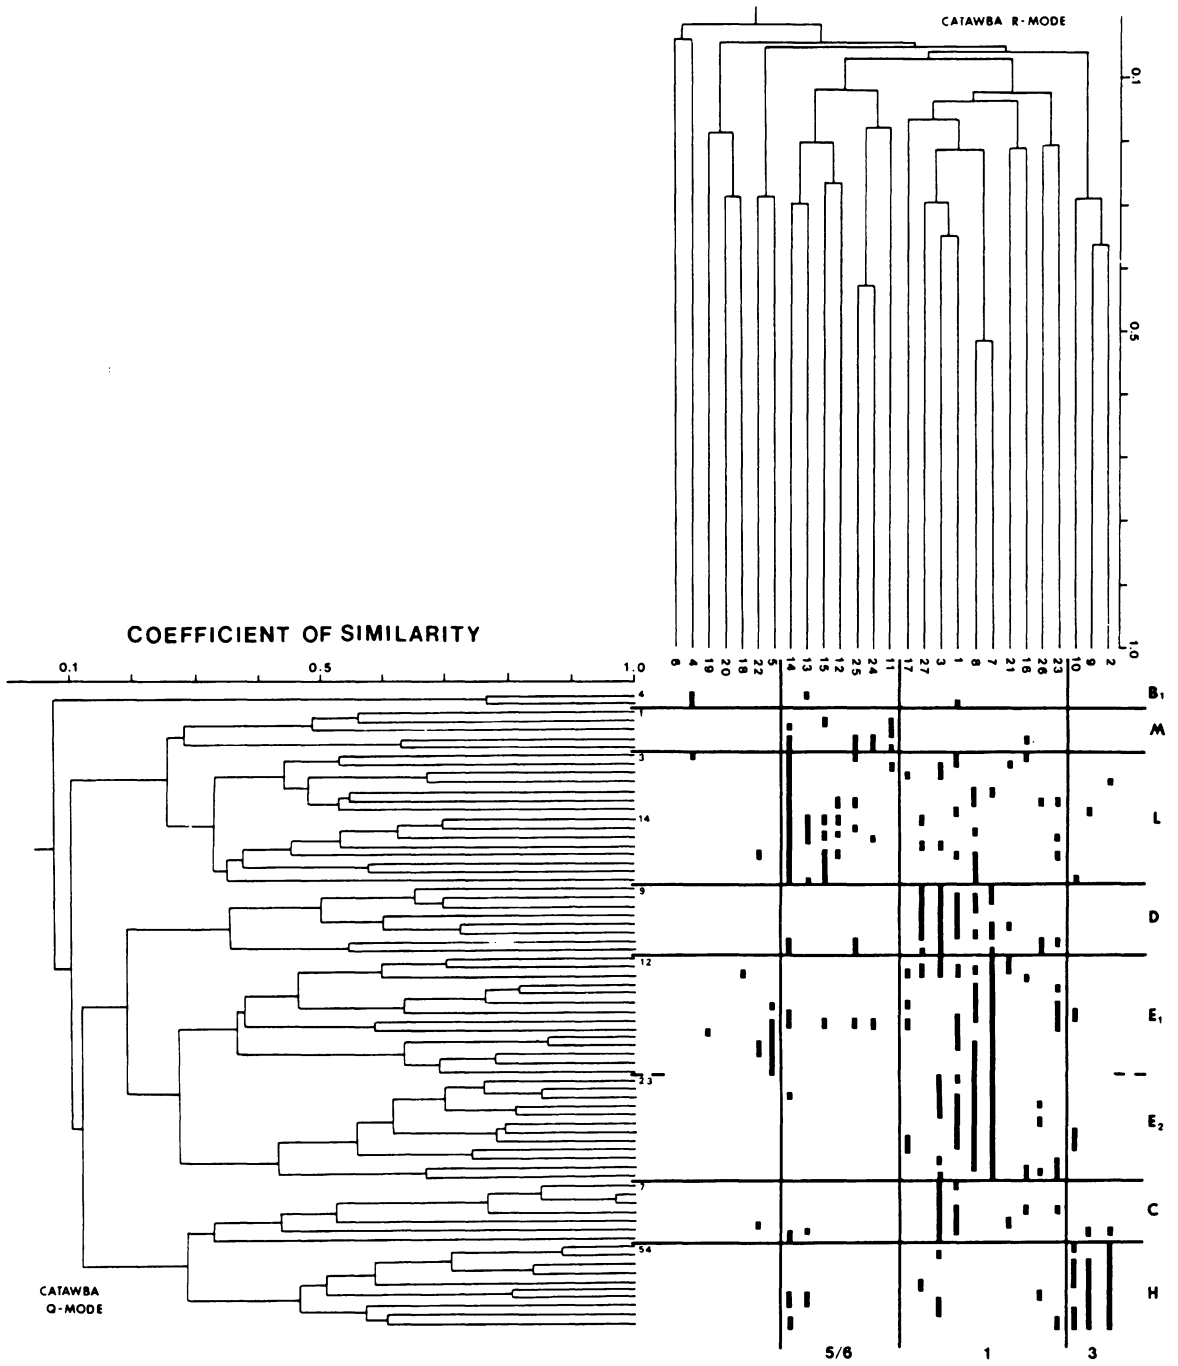 CATAWBA R-MODE
0.1
0.5
1.0
COEFFICIENT OF SIMILARITY
0.1 0.5 1.0
6 4 19 20 18 22 5 14 13 15 12 25 24 11 17 27 3 1 8 7 21 16 26 23 10 9 2
4 B1
1 M
3
14 L
9 D
12
E1
23
E2
7 C
54
H
CATAWBA
Q-MODE
5/6 1 3